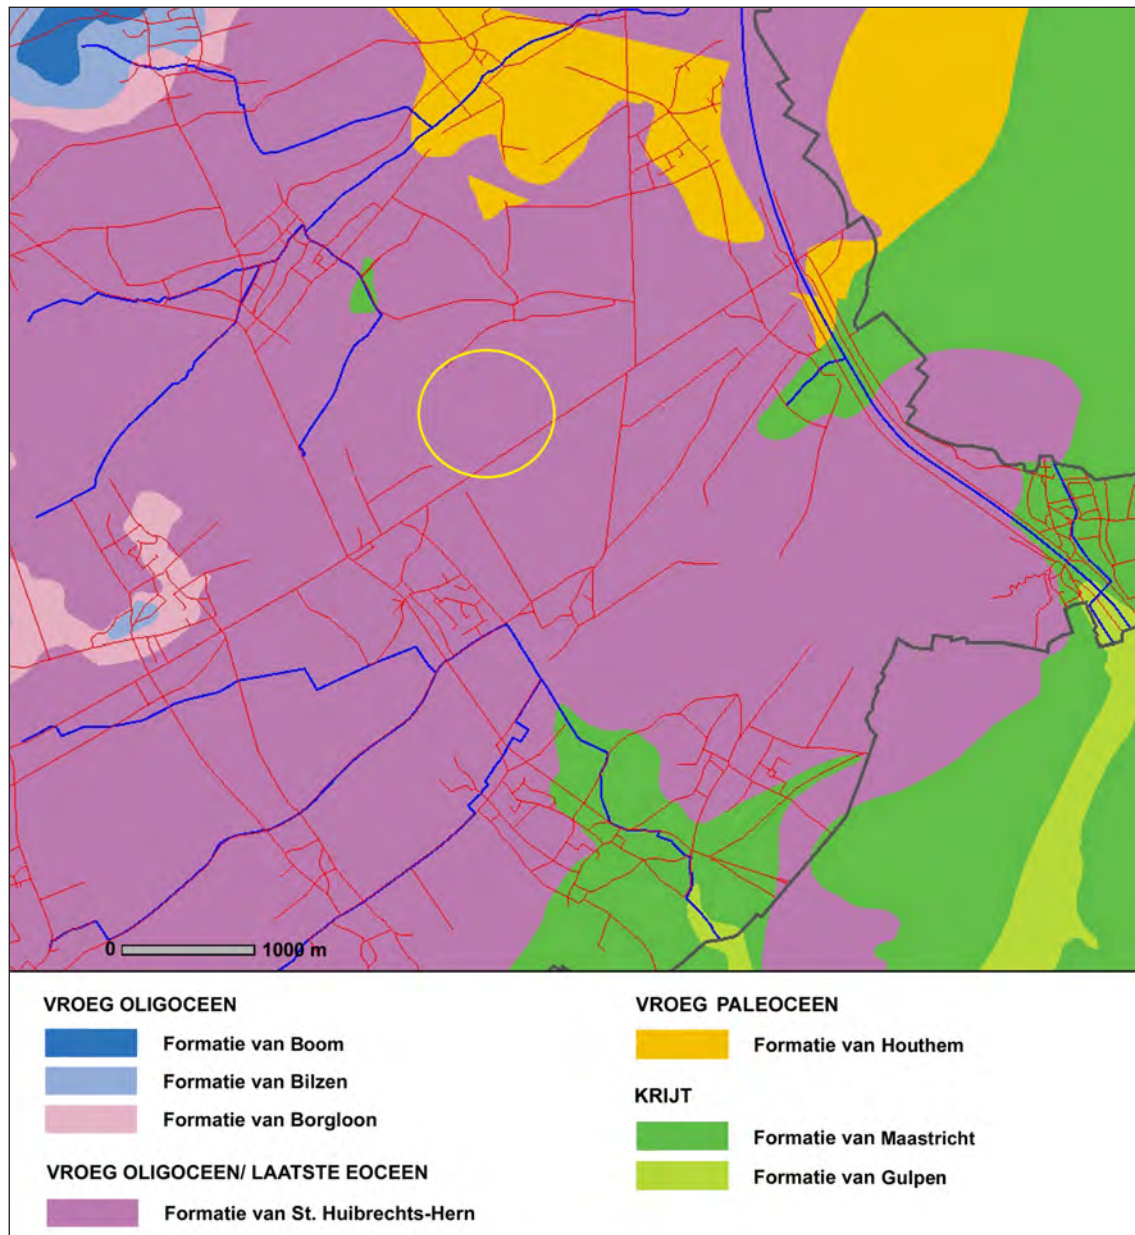 0 1000 m
VROEG OLIGOCEEN
Formatie van Boom
Formatie van Bilzen
Formatie van Borgloon
VROEG OLIGOCEEN/ LAATSTE EOCEEN
Formatie van St. Huibrechts-Hern
VROEG PALEOCEEN
Formatie van Houthem
KRIJT
Formatie van Maastricht
Formatie van Gulpen